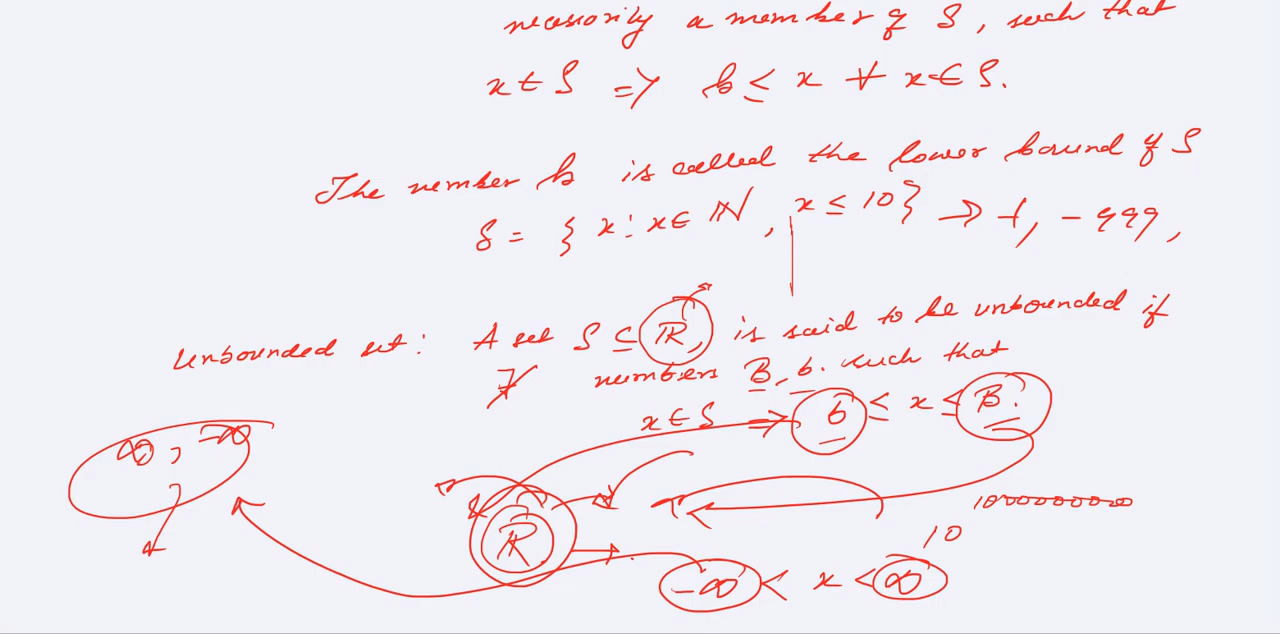 necessarily a member of S, such that
x ∈ S ⇒ b ≤ x ∀ x ∈ S.
The number b is called the lower bound of S
S = { x : x ∈ ℕ, x ≤ 10} → 1, -999,
Unbounded set: A set S ⊆ ℝ, is said to be unbounded if
∄ numbers B, b. such that
x ∈ S ⇒ b ≤ x ≤ B.
∞, -∞
1000000000
10
ℝ
-∞ < x < ∞